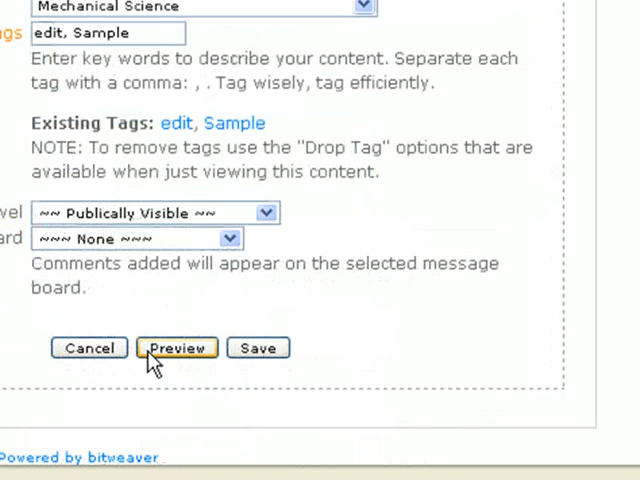 Mechanical Science
gs edit, Sample
Enter key words to describe your content. Separate each
tag with a comma: , . Tag wisely, tag efficiently.
Existing Tags: edit, Sample
NOTE: To remove tags use the "Drop Tag" options that are
available when just viewing this content.
vel ~~ Publically Visible ~~
ard ~~~ None ~~~
Comments added will appear on the selected message
board.
Cancel Preview Save
Powered by bitweaver